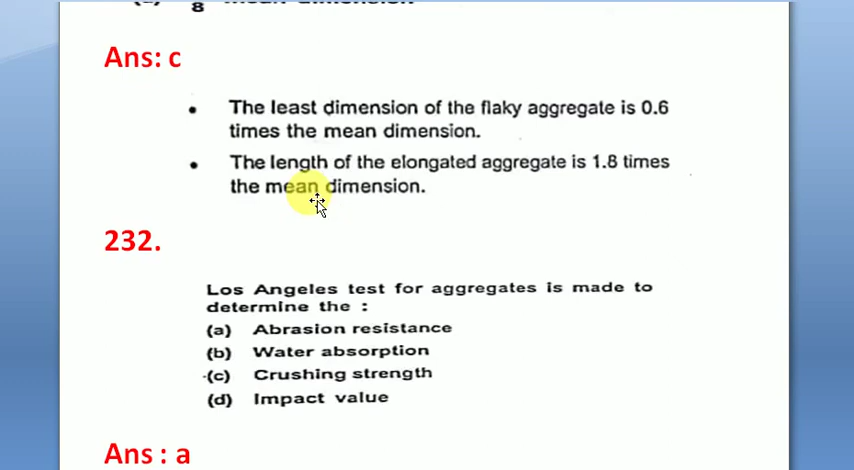 8
Ans: c
• The least dimension of the flaky aggregate is 0.6
times the mean dimension.
• The length of the elongated aggregate is 1.8 times
the mean dimension.
232.
Los Angeles test for aggregates is made to
determine the :
(a) Abrasion resistance
(b) Water absorption
(c) Crushing strength
(d) Impact value
Ans : a